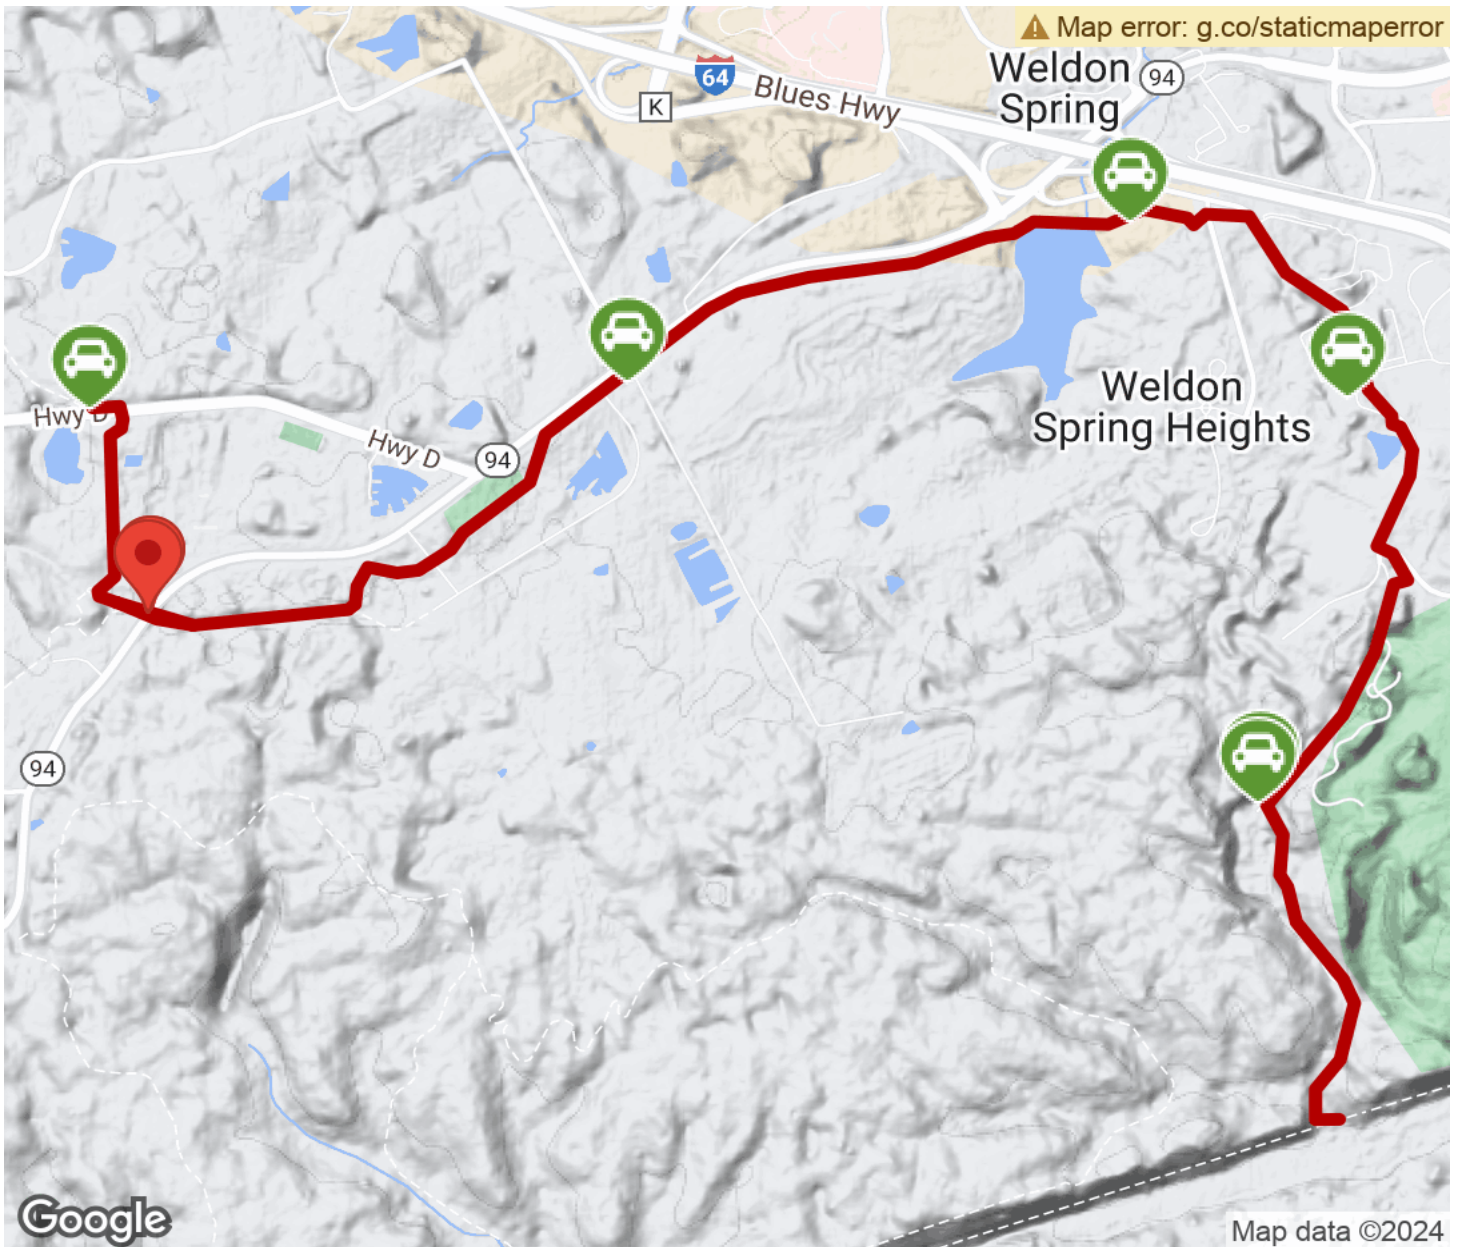 Map error: g.co/staticmaperror
64
K
Blues Hwy
Weldon
Spring
94
Hwy D
Hwy D
94
Weldon
Spring Heights
94
Google
Map data ©2024